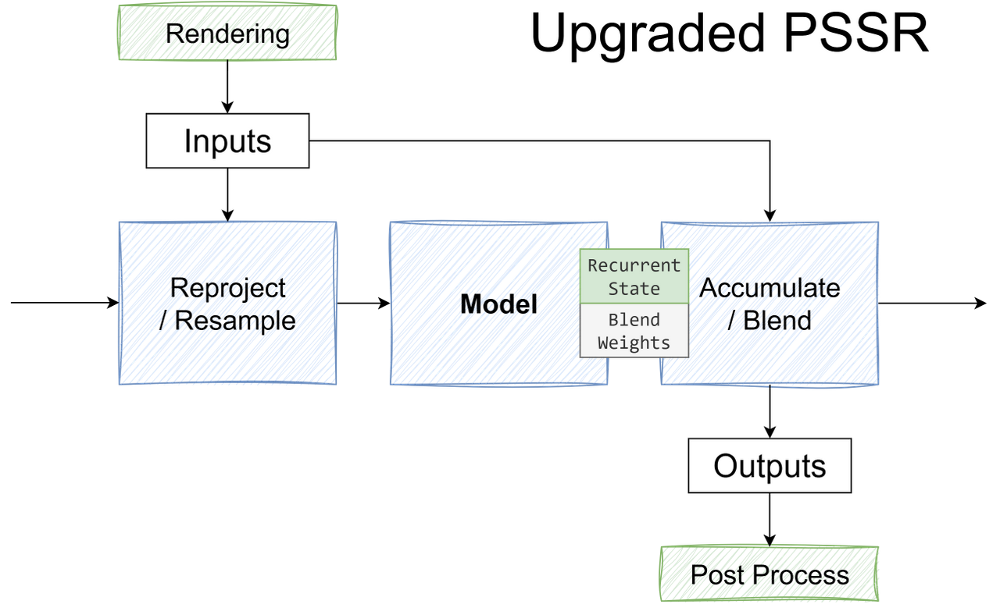 Upgraded PSSR
Rendering
Inputs
Reproject
/ Resample
Model
Recurrent
State
Blend
Weights
Accumulate
/ Blend
Outputs
Post Process